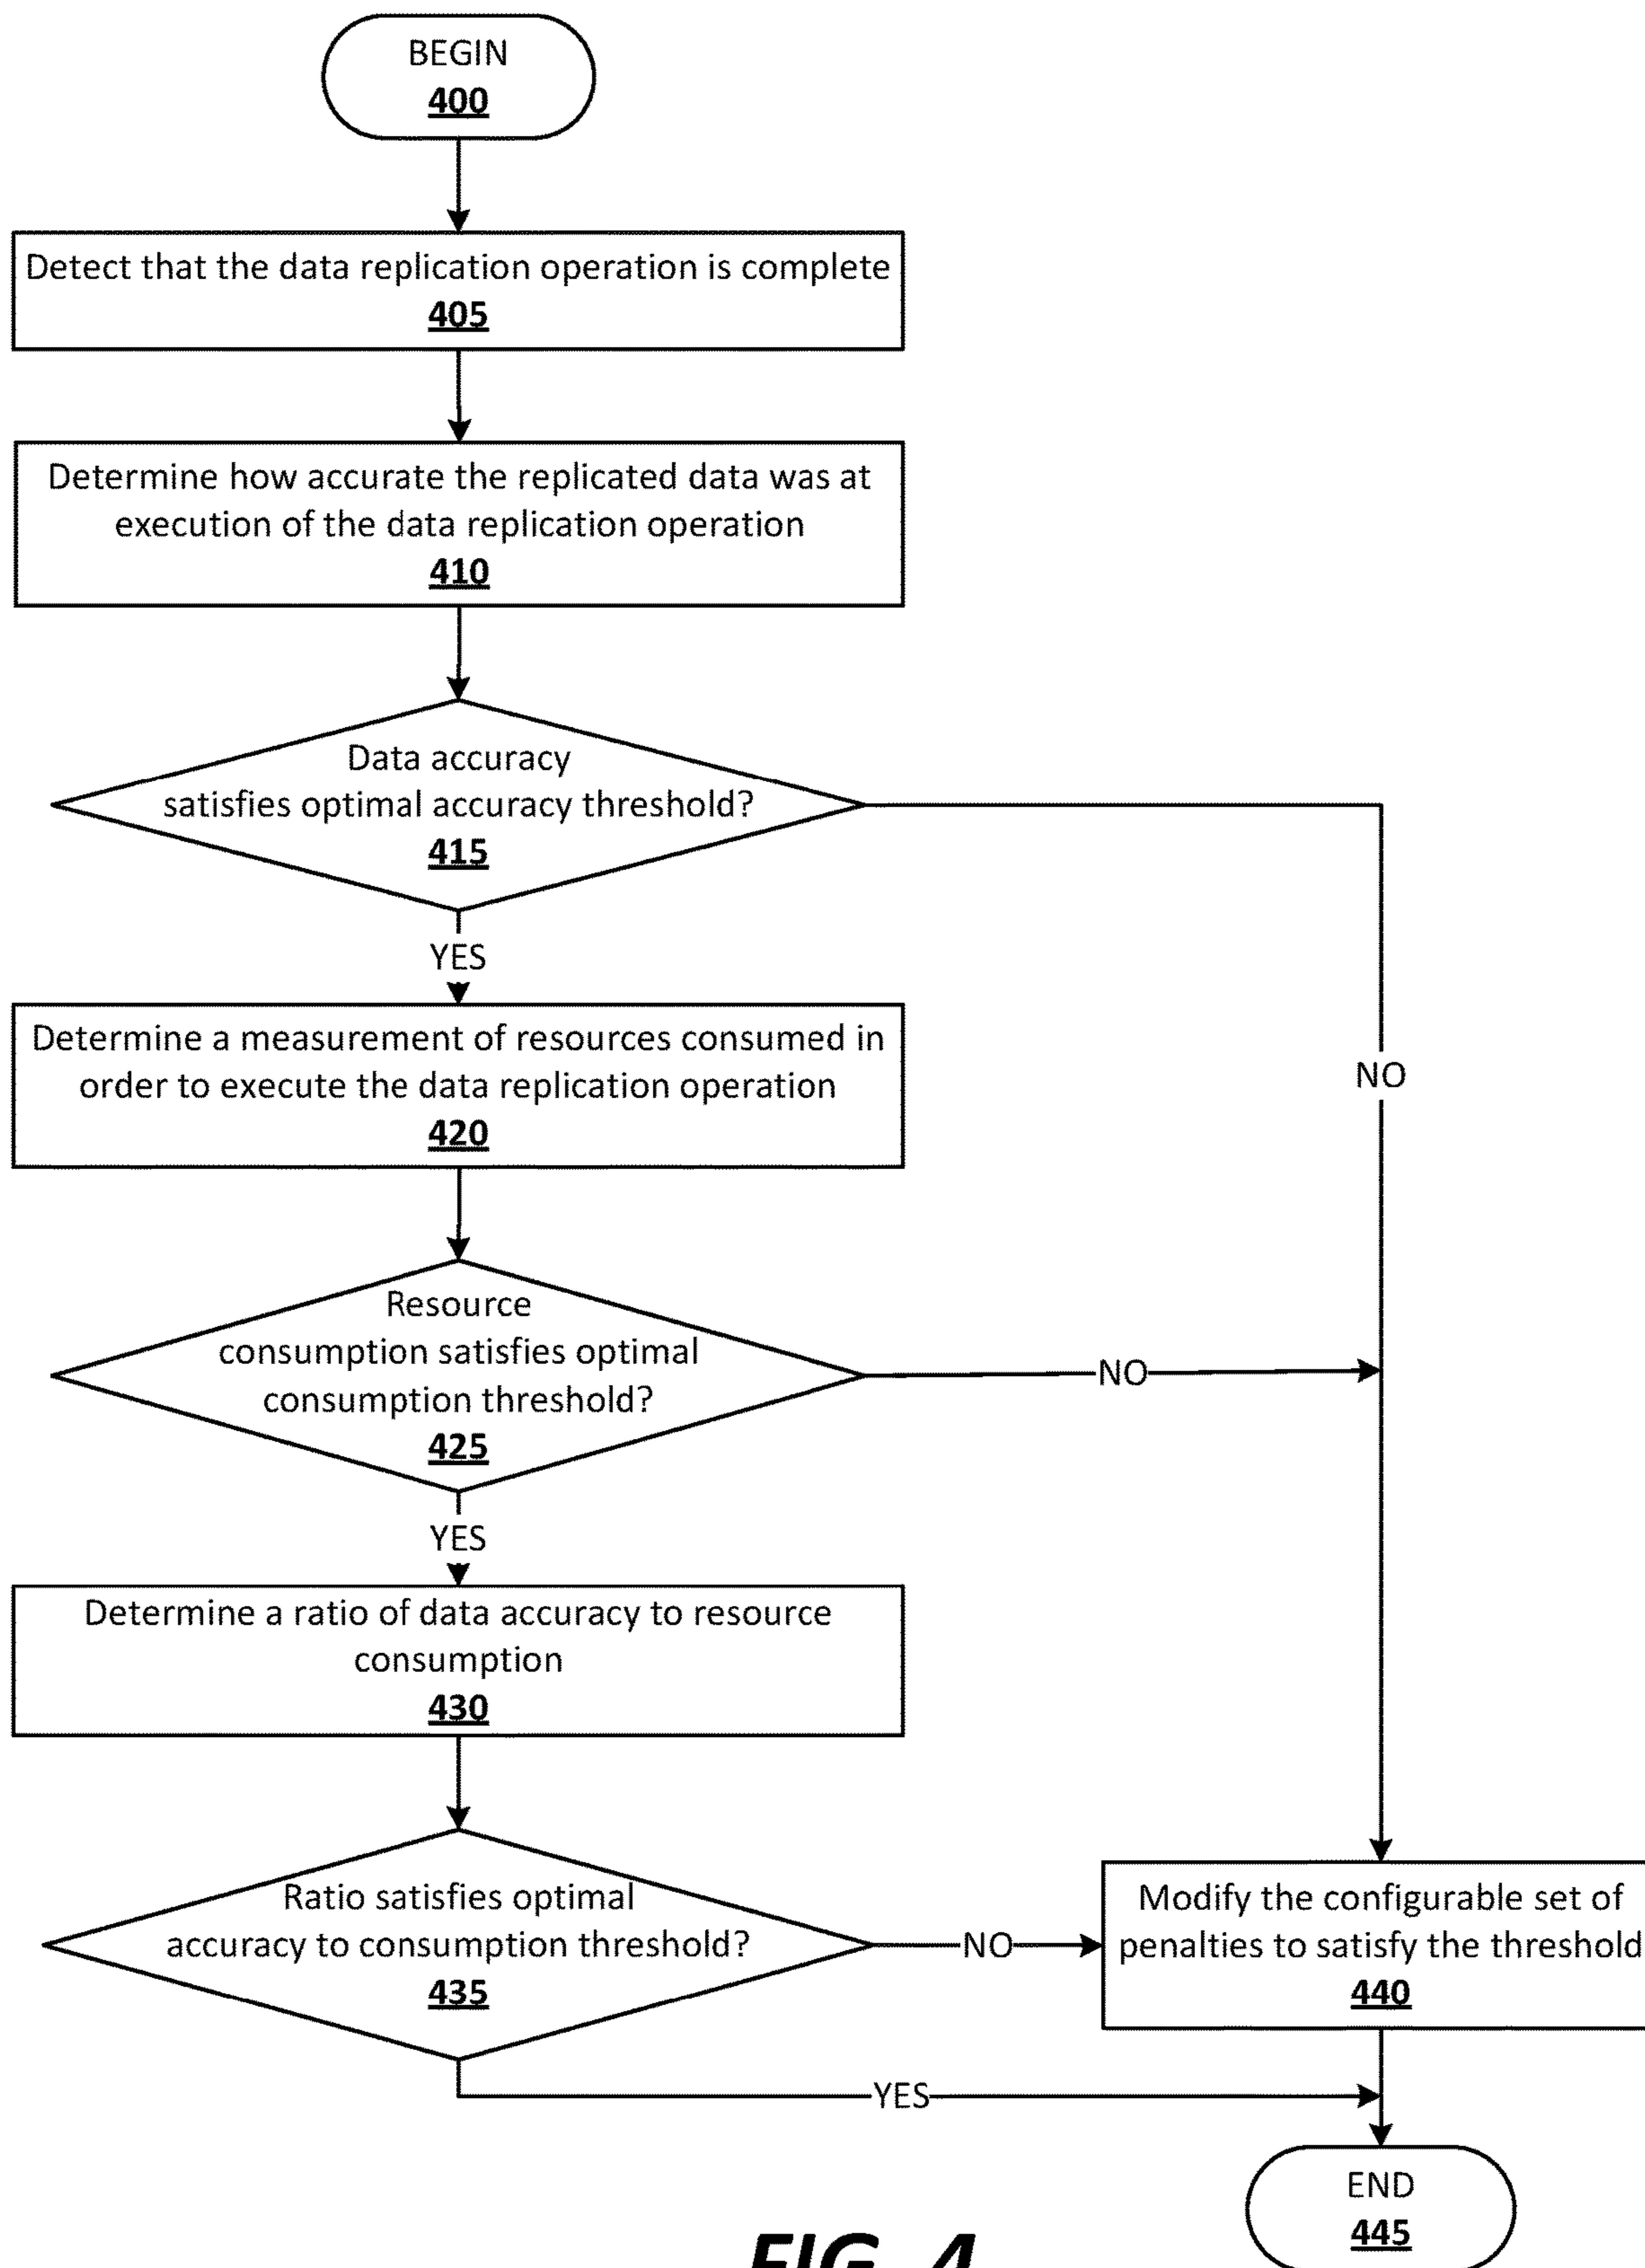 BEGIN
400
Detect that the data replication operation is complete
405
Determine how accurate the replicated data was at
execution of the data replication operation
410
Data accuracy
satisfies optimal accuracy threshold?
415
YES
NO
Determine a measurement of resources consumed in
order to execute the data replication operation
420
Resource
consumption satisfies optimal
consumption threshold?
425
NO
YES
Determine a ratio of data accuracy to resource
consumption
430
Ratio satisfies optimal
accuracy to consumption threshold?
435
NO
Modify the configurable set of
penalties to satisfy the threshold
440
YES
END
445
FIG. 4